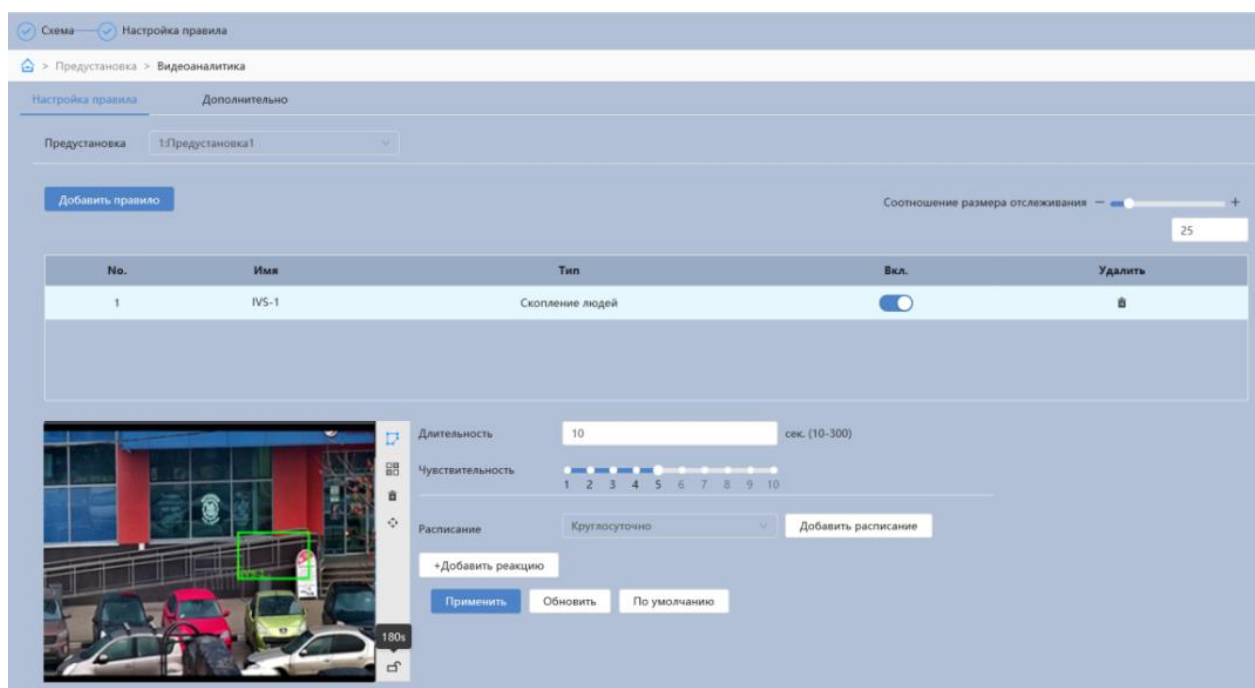 Схема Настройка правила
> Предустановка > Видеоаналитика
Настройка правила Дополнительно
Предустановка 1:Предустановка1
Добавить правило Соотношение размера отслеживания − +
25
No. Имя Тип Вкл. Удалить
1 IVS-1 Скопление людей
Длительность 10 сек. (10-300)
Чувствительность
1 2 3 4 5 6 7 8 9 10
Расписание Круглосуточно Добавить расписание
+Добавить реакцию
IVS-1
Применить Обновить По умолчанию
180s